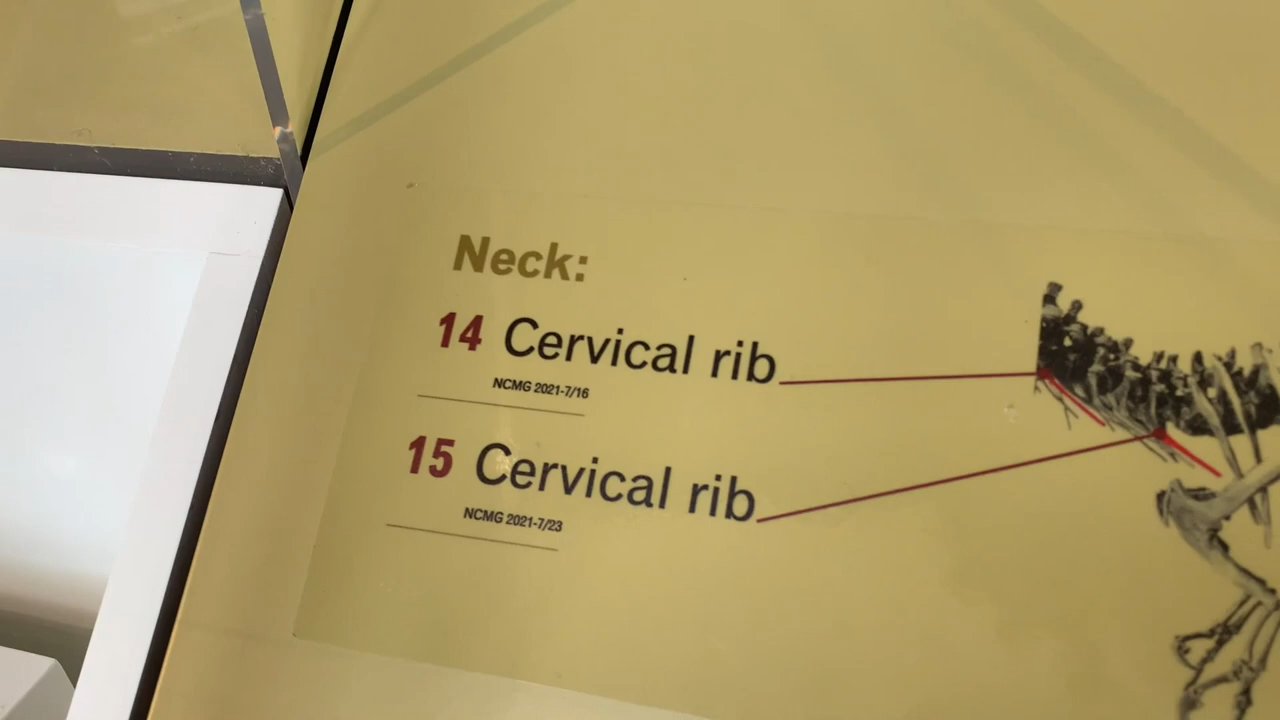 Neck:
14 Cervical rib
NCMG 2021-7/16
15 Cervical rib
NCMG 2021-7/23